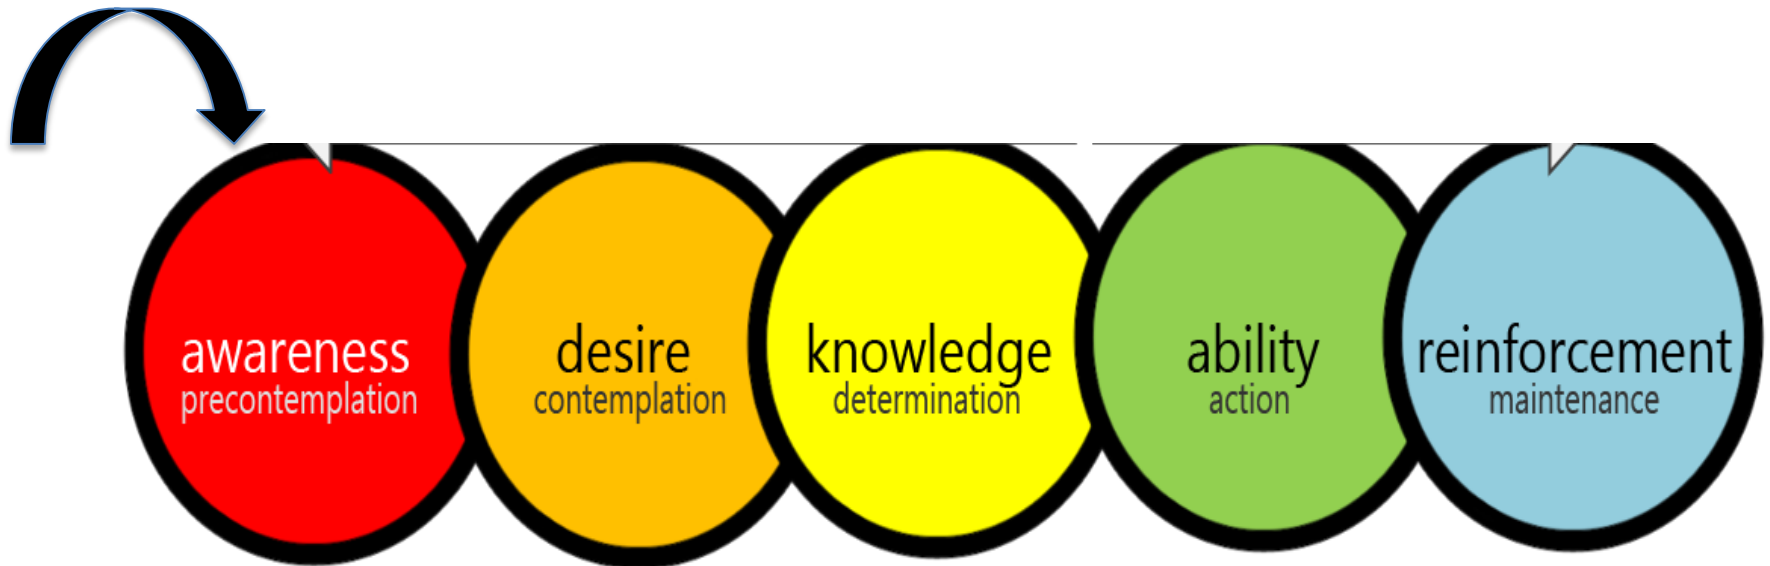 awareness
precontemplation
desire
contemplation
knowledge
determination
ability
action
reinforcement
maintenance